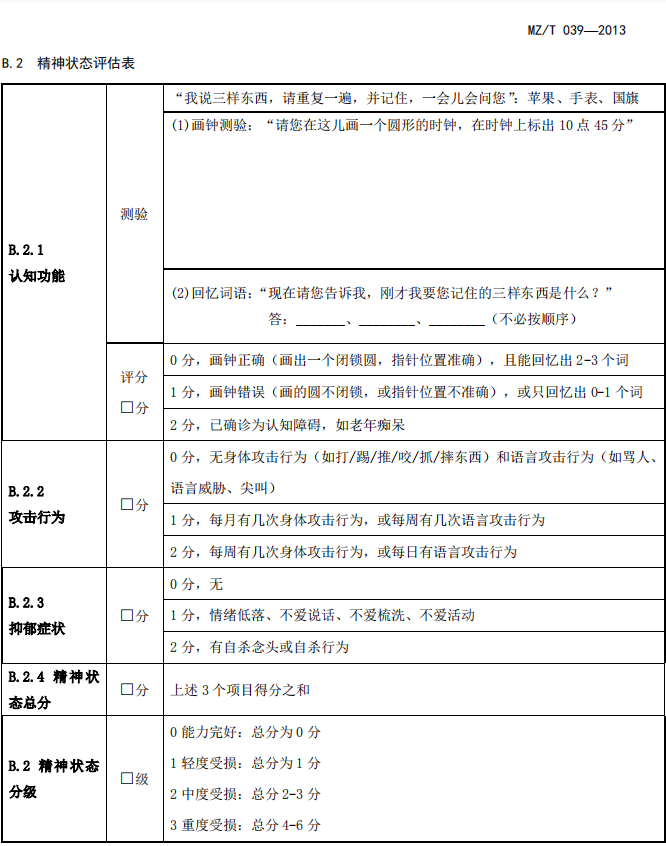 MZ/T 039—2013
B.2 精神状态评估表
B.2.1
认知功能
测验
“我说三样东西，请重复一遍，并记住，一会儿会问您”：苹果、手表、国旗
(1)画钟测验：“请您在这儿画一个圆形的时钟，在时钟上标出 10 点 45 分”
(2)回忆词语：“现在请您告诉我，刚才我要您记住的三样东西是什么？”
答：_______、________、________（不必按顺序）
评分
□分
0 分，画钟正确（画出一个闭锁圆，指针位置准确），且能回忆出 2-3 个词
1 分，画钟错误（画的圆不闭锁，或指针位置不准确），或只回忆出 0-1 个词
2 分，已确诊为认知障碍，如老年痴呆
B.2.2
攻击行为
□分
0 分，无身体攻击行为（如打/踢/推/咬/抓/摔东西）和语言攻击行为（如骂人、
语言威胁、尖叫）
1 分，每月有几次身体攻击行为，或每周有几次语言攻击行为
2 分，每周有几次身体攻击行为，或每日有语言攻击行为
B.2.3
抑郁症状
□分
0 分，无
1 分，情绪低落、不爱说话、不爱梳洗、不爱活动
2 分，有自杀念头或自杀行为
B.2.4 精神状
态总分
□分
上述 3 个项目得分之和
B.2 精神状态
分级
□级
0 能力完好：总分为 0 分
1 轻度受损：总分为 1 分
2 中度受损：总分 2-3 分
3 重度受损：总分 4-6 分